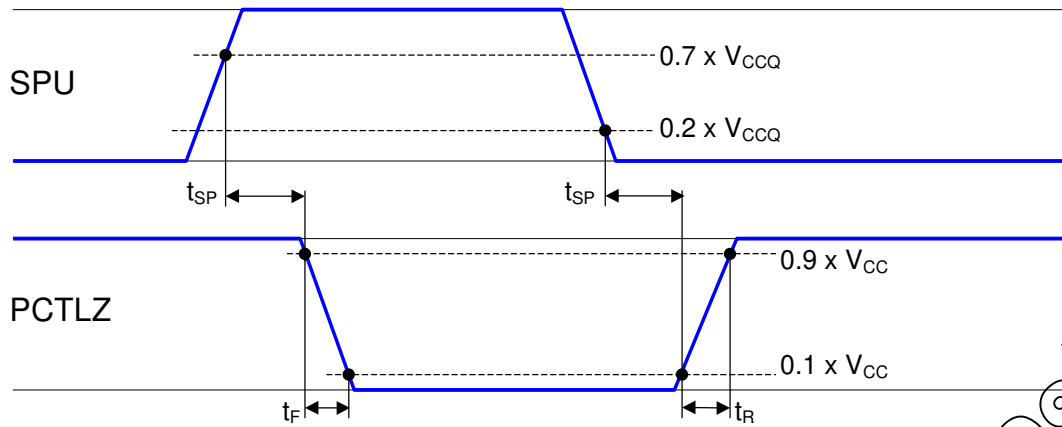 0.7 x VCCQ
SPU
0.2 x VCCQ
tSP
tSP
0.9 x VCC
PCTLZ
0.1 x VCC
tF
tR